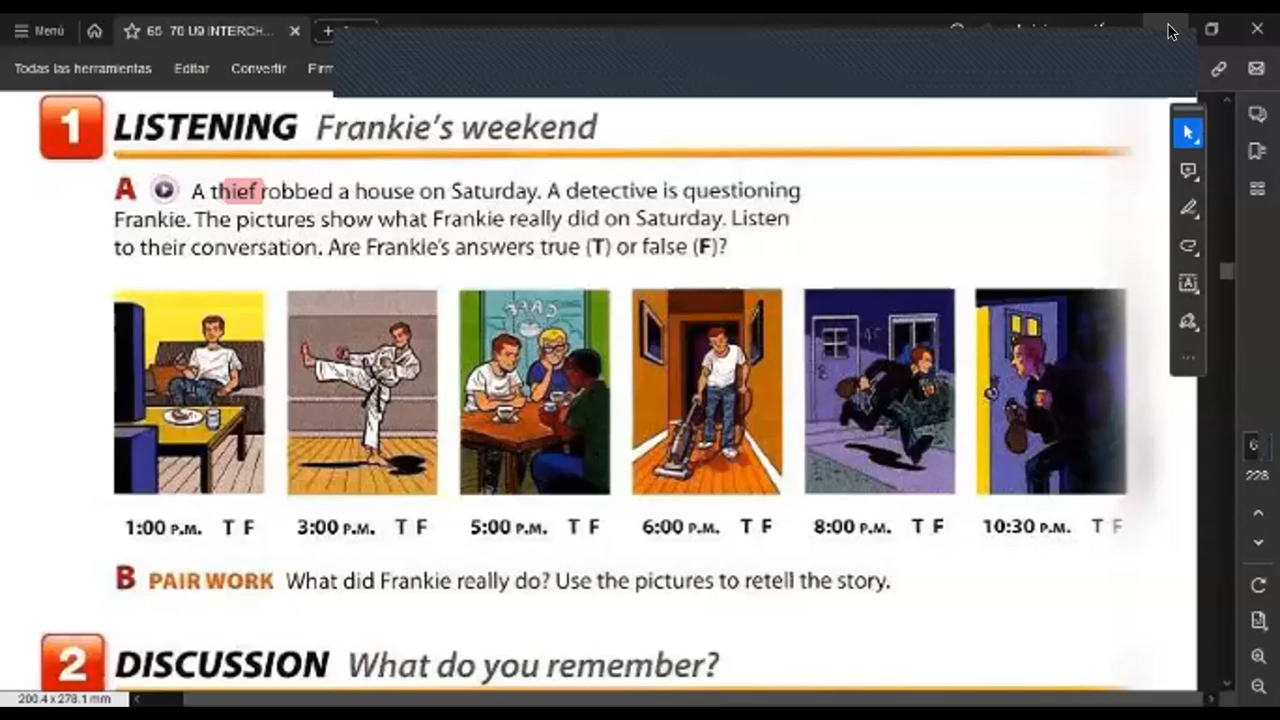 Menú
65_70 U9 INTERCH...
Todas las herramientas Editar Convertir Firm
1 LISTENING Frankie's weekend
A A thief robbed a house on Saturday. A detective is questioning
Frankie. The pictures show what Frankie really did on Saturday. Listen
to their conversation. Are Frankie's answers true (T) or false (F)?
1:00 P.M. T F 3:00 P.M. T F 5:00 P.M. T F 6:00 P.M. T F 8:00 P.M. T F 10:30 P.M. T F
B PAIR WORK What did Frankie really do? Use the pictures to retell the story.
2 DISCUSSION What do you remember?
6
228
200.4 x 278.1 mm